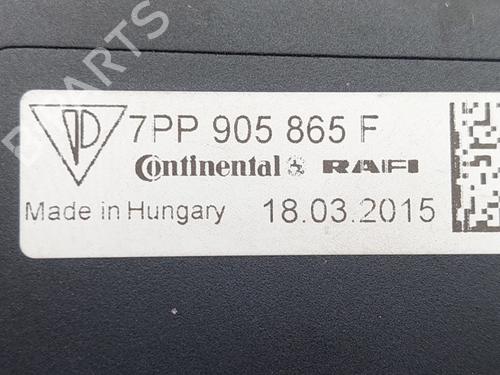 7PP 905 865 F
Continental RAFI
Made in Hungary 18.03.2015